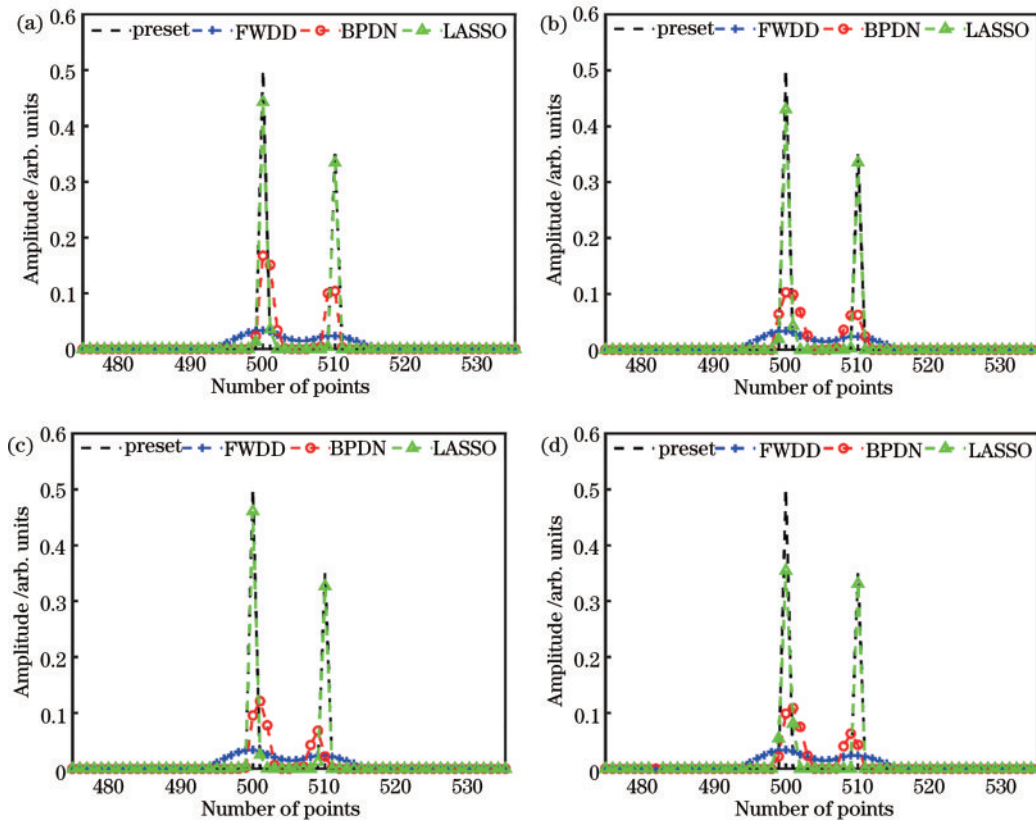 (a)
preset FWDD BPDN LASSO
0.6
0.5
0.4
0.3
0.2
0.1
0
Amplitude /arb. units
480 490 500 510 520 530
Number of points
(b)
preset FWDD BPDN LASSO
0.6
0.5
0.4
0.3
0.2
0.1
0
Amplitude /arb. units
480 490 500 510 520 530
Number of points
(c)
preset FWDD BPDN LASSO
0.6
0.5
0.4
0.3
0.2
0.1
0
Amplitude /arb. units
480 490 500 510 520 530
Number of points
(d)
preset FWDD BPDN LASSO
0.6
0.5
0.4
0.3
0.2
0.1
0
Amplitude /arb. units
480 490 500 510 520 530
Number of points